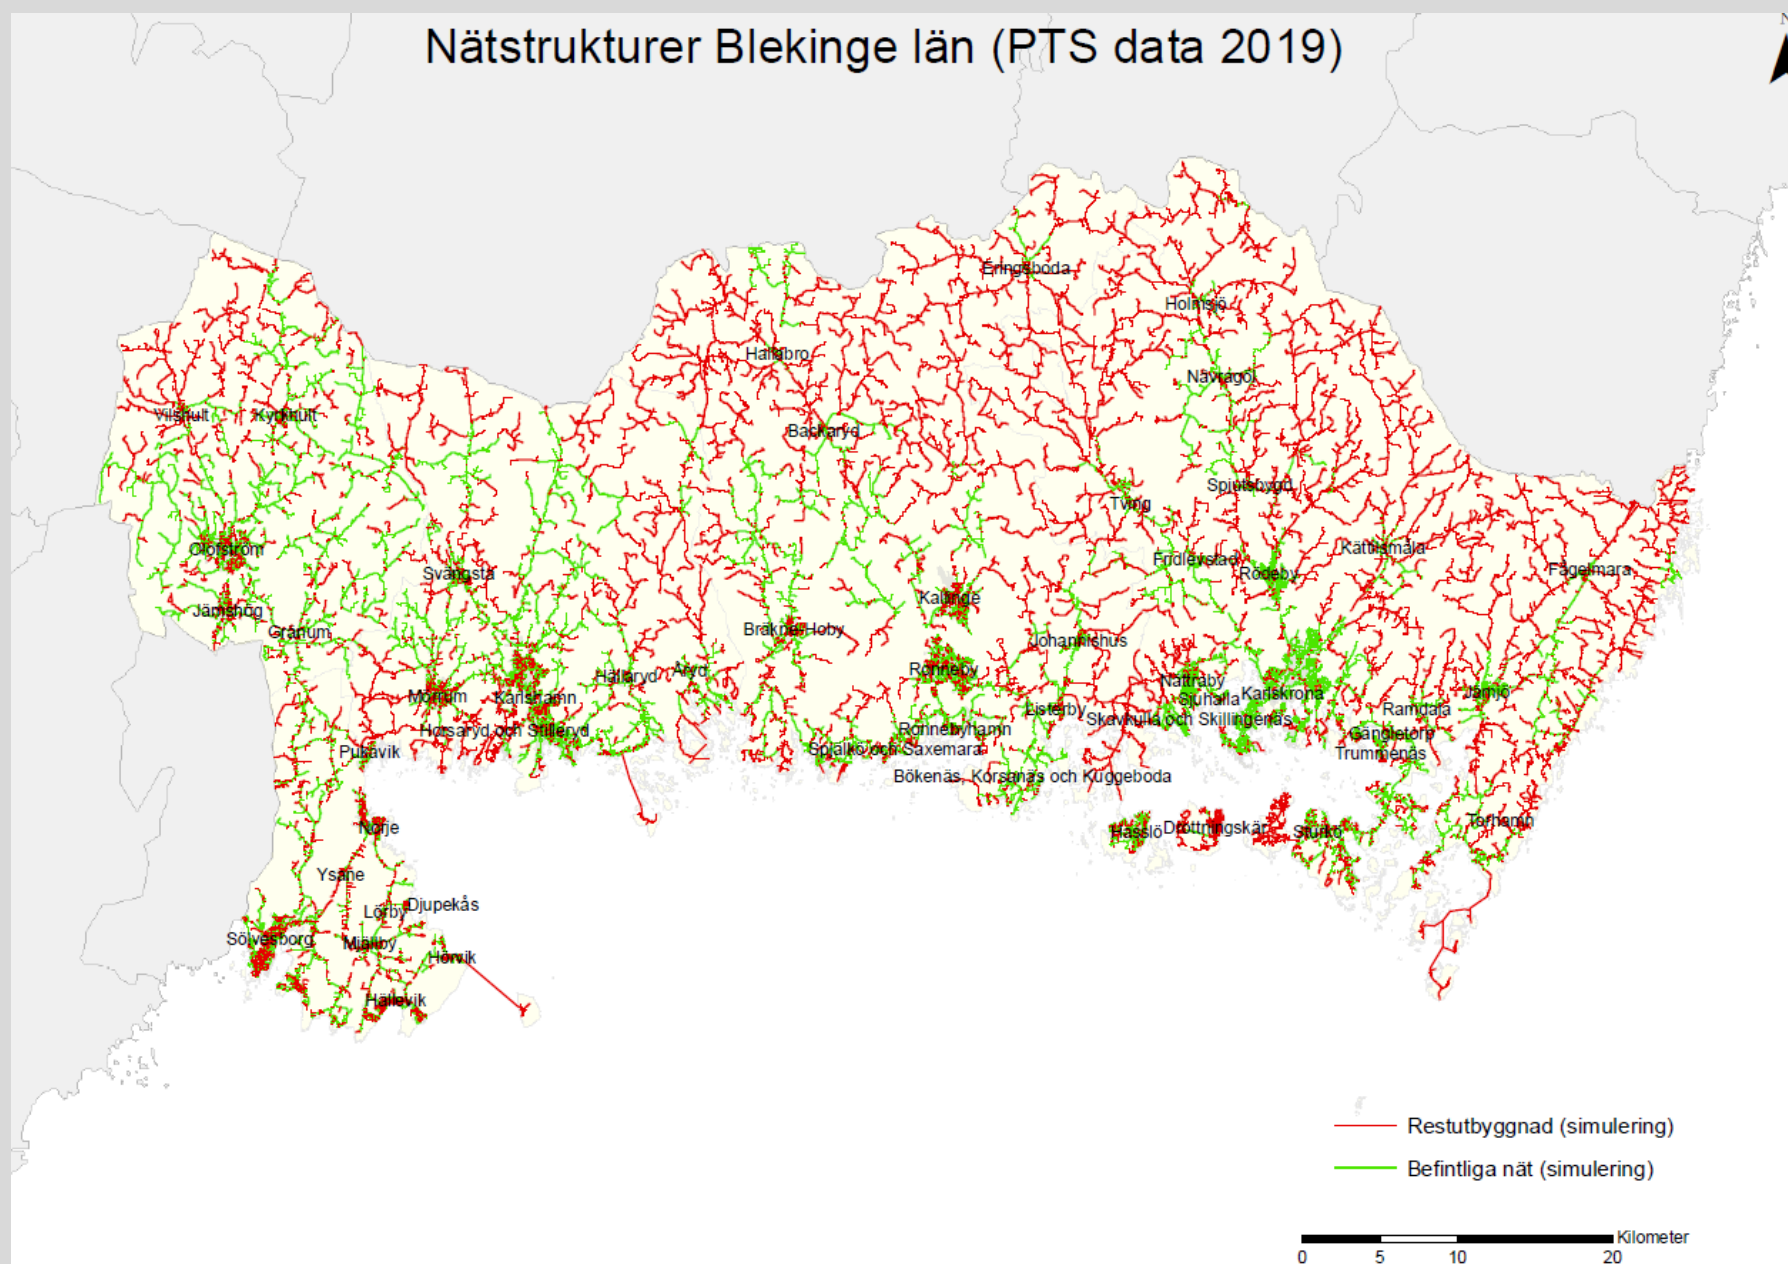 Nätstrukturer Blekinge län (PTS data 2019)
N
Eringsboda
Holmsjö
Hallabro
Nävragöl
Vilshult
Kyrkhult
Backaryd
Spjutsbygd
Tving
Olofström
Kättilsmåla
Fridlevstad
Fågelmara
Svängsta
Rödeby
Kallinge
Jämshög
Gränum
Bräkne-Hoby
Johannishus
Hällaryd
Åryd
Ronneby
Nättraby
Mörrum
Karlshamn
Sjuhalla
Karlskrona
Jämjö
Listerby
Ramdala
Skavkulla och Skillingenäs
Horsaryd och Stilleryd
Ronnebyhamn
Gängletorp
Pukavik
Spjälkö och Saxemara
Trummenäs
Bökenäs, Korsanäs och Kuggeboda
Norje
Hasslö
Drottningskär
Sturkö
Torhamn
Ysane
Lörby
Djupekås
Sölvesborg
Mjällby
Hörvik
Hällevik
Restutbyggnad (simulering)
Befintliga nät (simulering)
Kilometer
0 5 10 20